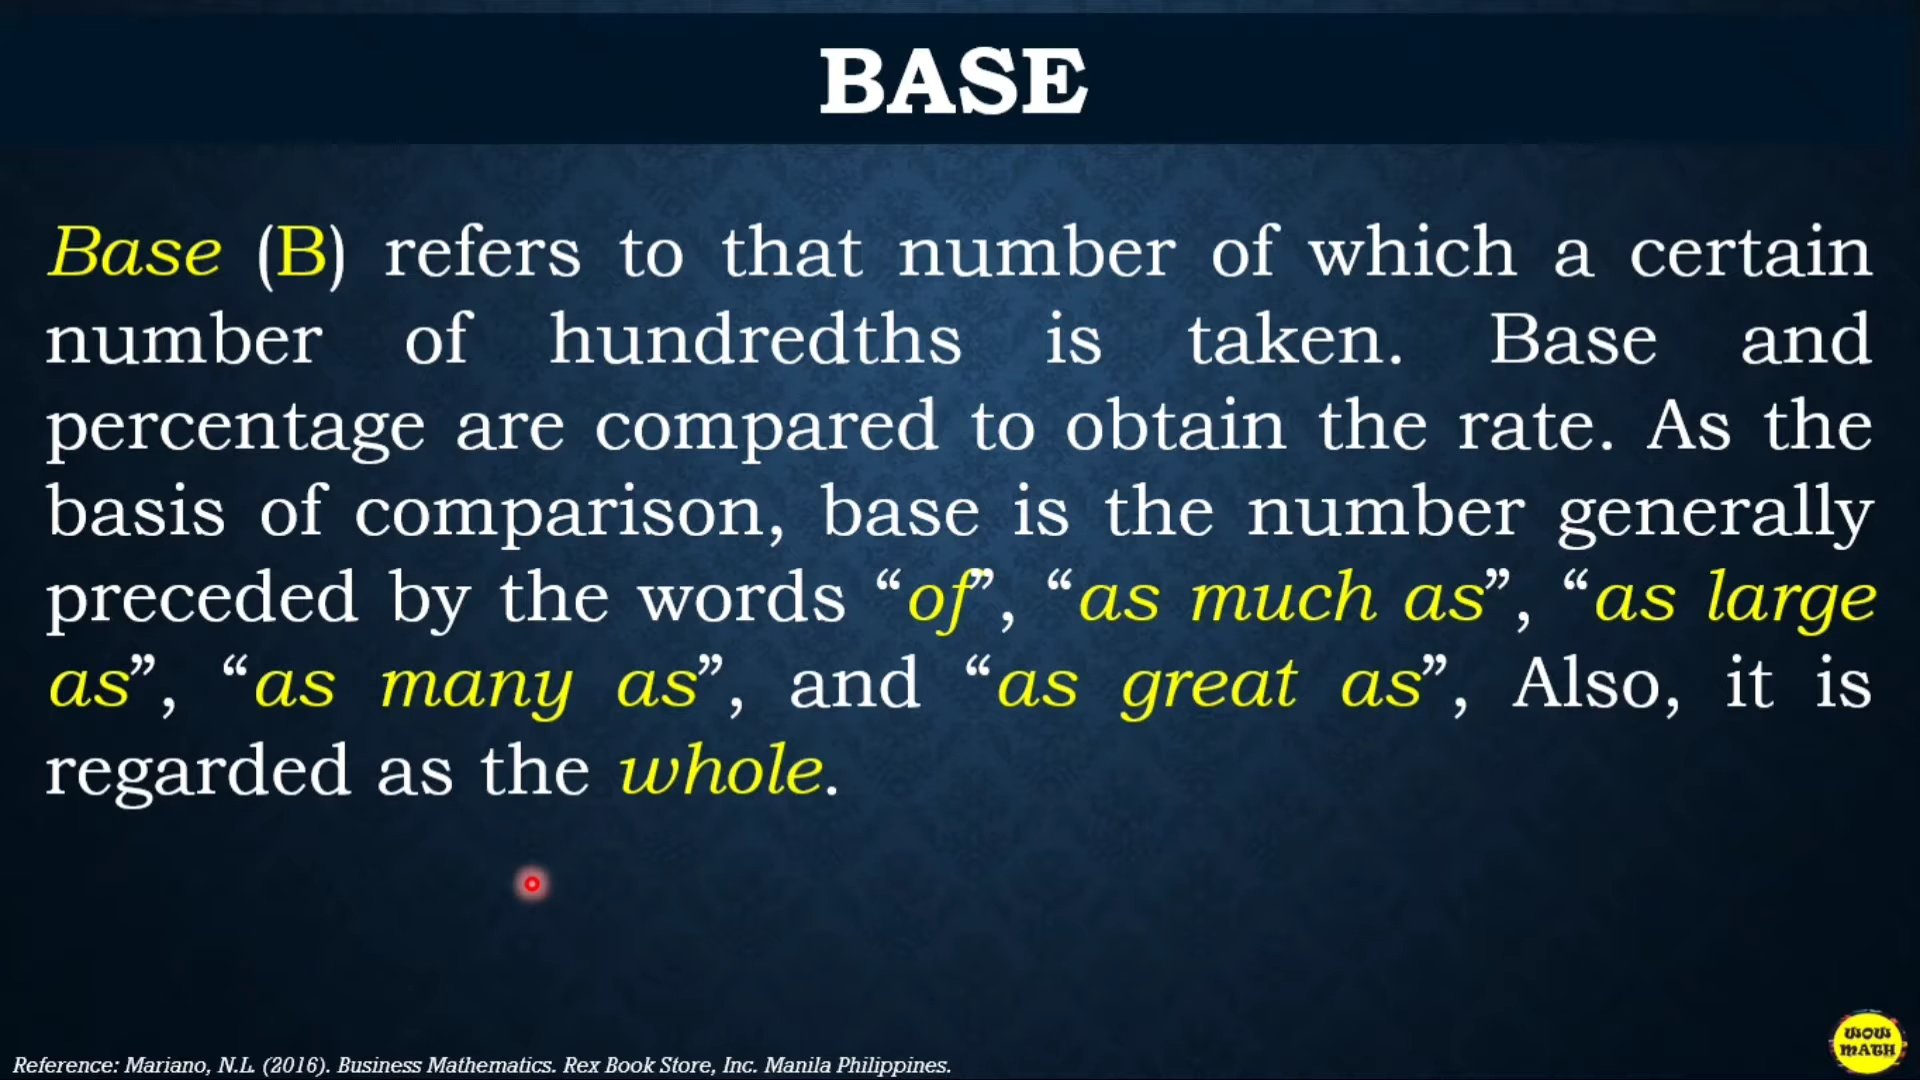 BASE
Base (B) refers to that number of which a certain
number of hundredths is taken. Base and
percentage are compared to obtain the rate. As the
basis of comparison, base is the number generally
preceded by the words “of”, “as much as”, “as large
as”, “as many as”, and “as great as”, Also, it is
regarded as the whole.
Reference: Mariano, N.L. (2016). Business Mathematics. Rex Book Store, Inc. Manila Philippines.
WOW
MATH